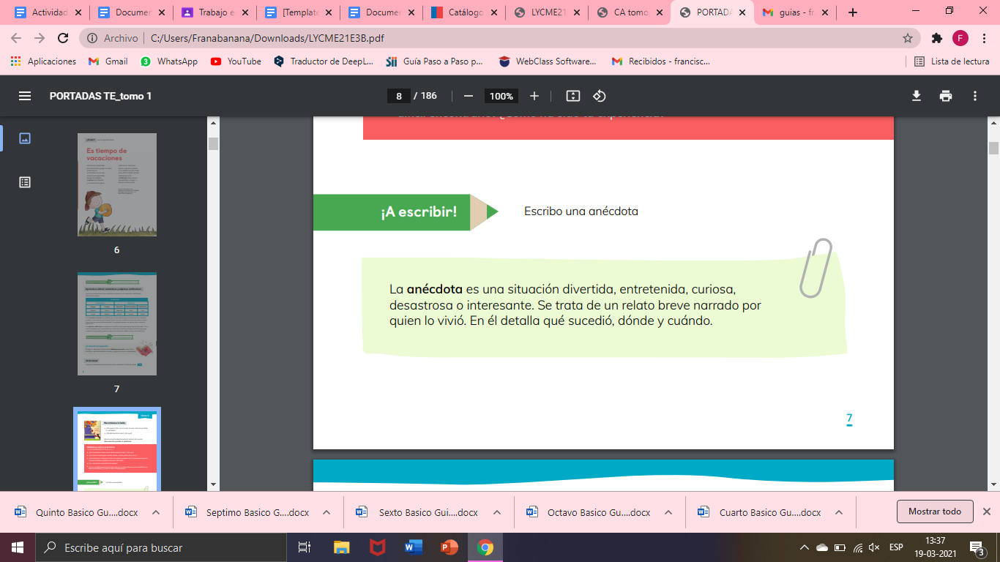 Actividad
Documen
Trabajo e
[Template
Documen
Catálogo
LYCME21
CA tomo
PORTADA
guias - fr
Archivo C:/Users/Franabanana/Downloads/LYCME21E3B.pdf
F
Aplicaciones
Gmail
WhatsApp
YouTube
Traductor de DeepL...
Guía Paso a Paso p...
WebClass Software...
Recibidos - francisc...
Lista de lectura
PORTADAS TE_tomo 1
8 / 186
100%
Es tiempo de
vacaciones
6
7
¡A escribir!
Escribo una anécdota
La anécdota es una situación divertida, entretenida, curiosa,
desastrosa o interesante. Se trata de un relato breve narrado por
quien lo vivió. En él detalla qué sucedió, dónde y cuándo.
7
Quinto Basico Gu....docx
Septimo Basico G....docx
Sexto Basico Gui....docx
Octavo Basico Gu....docx
Cuarto Basico Gu....docx
Mostrar todo
Escribe aquí para buscar
ESP
13:37
19-03-2021
3